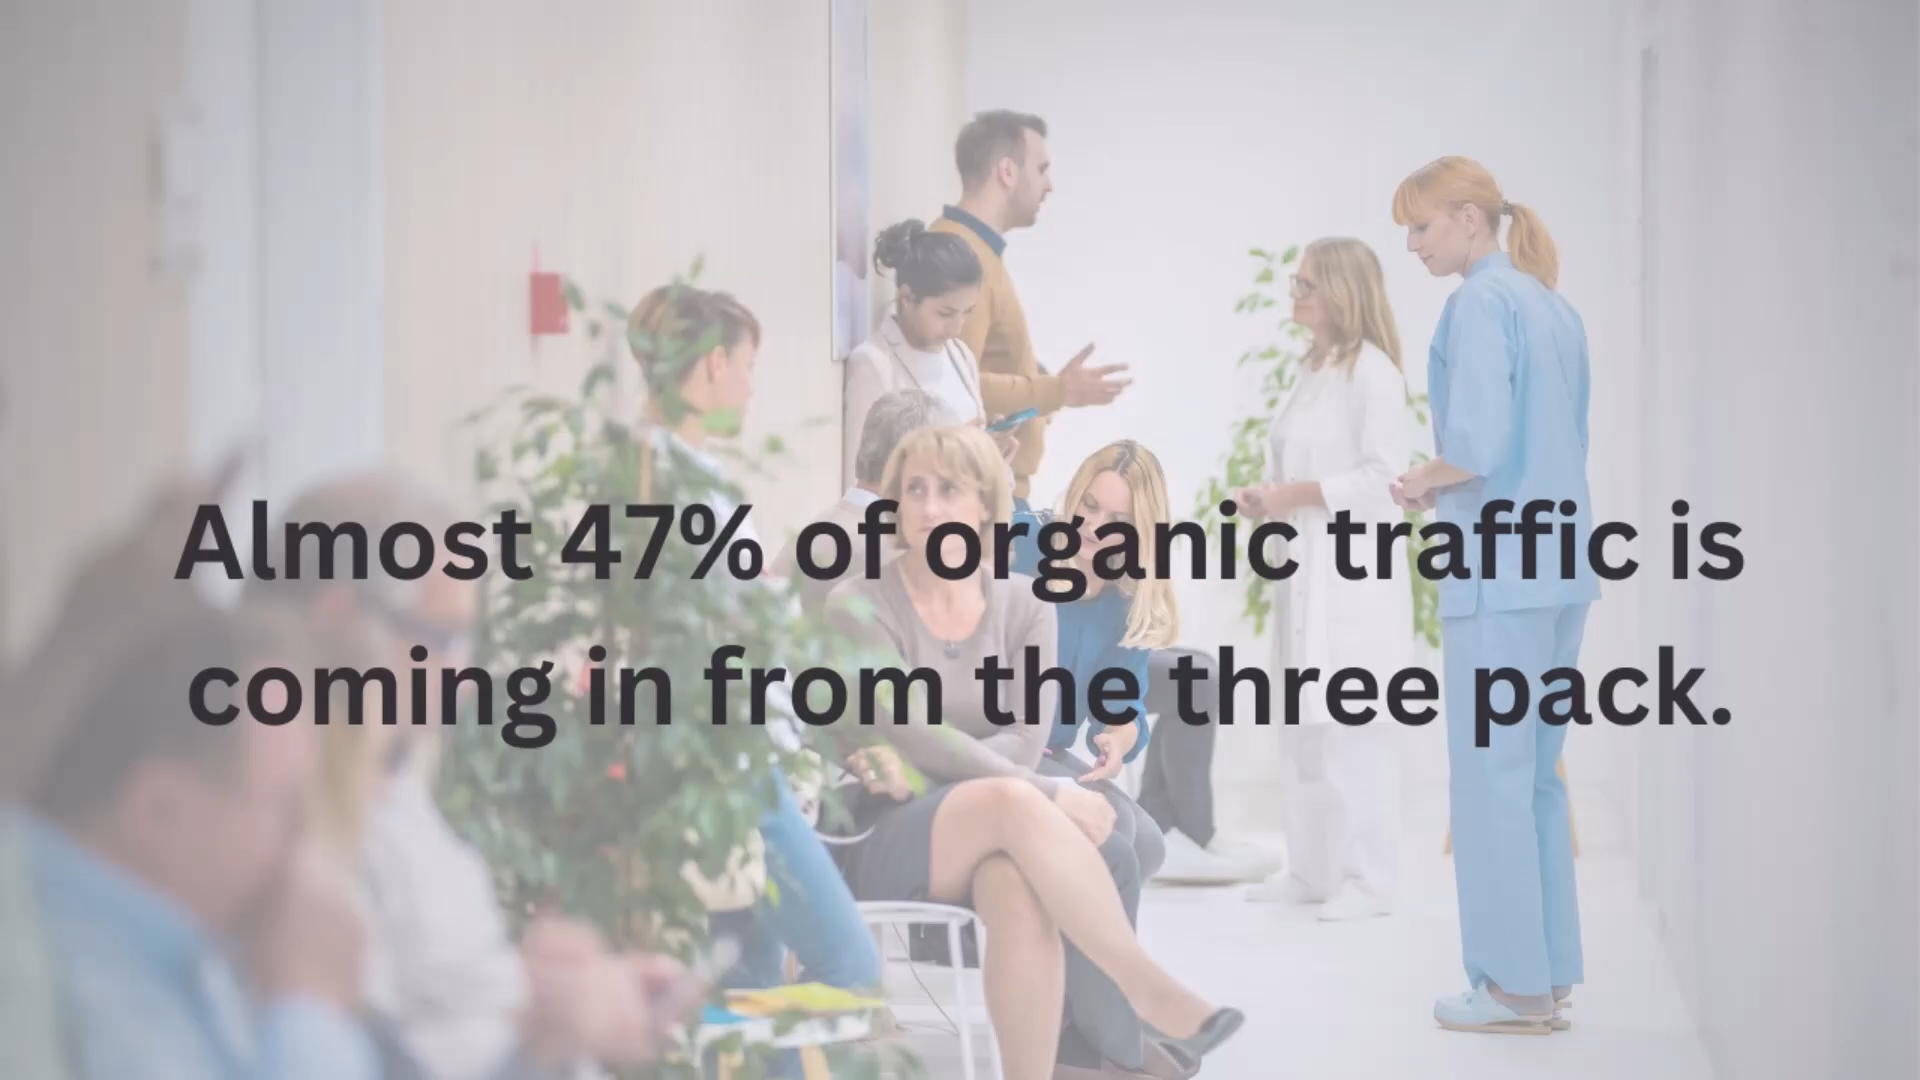 Almost 47% of organic traffic is
coming in from the three pack.